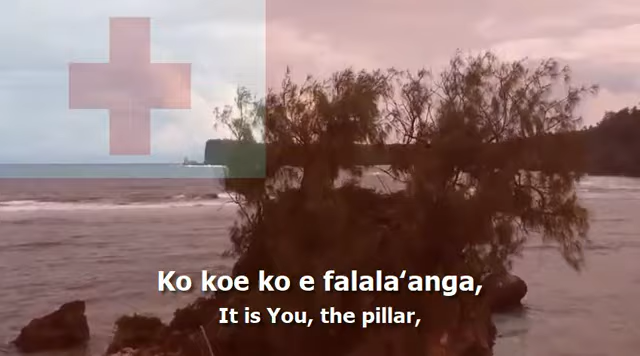 Ko koe ko e falala‘anga,
It is You, the pillar,